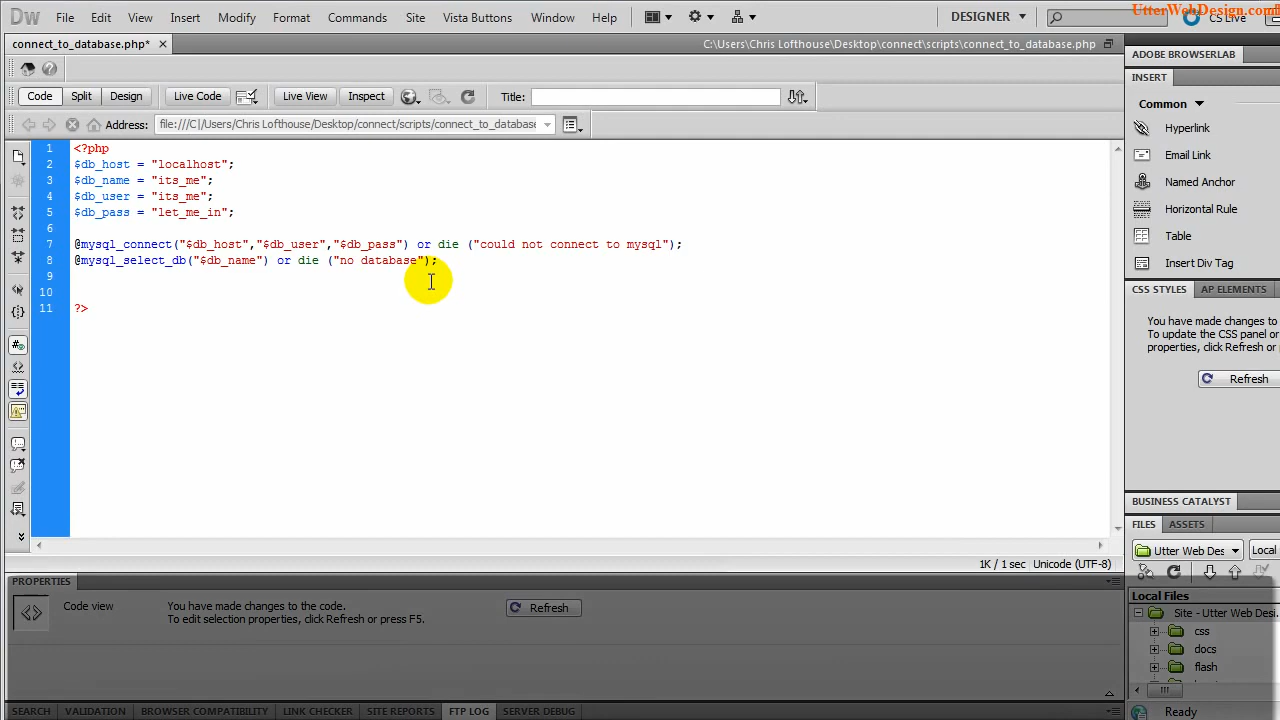 UtterWebDesign.com
Dw File Edit View Insert Modify Format Commands Site Vista Buttons Window Help DESIGNER CS Live
connect_to_database.php* C:\Users\Chris Lofthouse\Desktop\connect\scripts\connect_to_database.php
Code Split Design Live Code Live View Inspect Title:
Address: file:///C|/Users/Chris Lofthouse/Desktop/connect/scripts/connect_to_database
1 <?php
2 $db_host = "localhost";
3 $db_name = "its_me";
4 $db_user = "its_me";
5 $db_pass = "let_me_in";
6
7 @mysql_connect("$db_host","$db_user","$db_pass") or die ("could not connect to mysql");
8 @mysql_select_db("$db_name") or die ("no database");
9
10
11 ?>
1K / 1 sec Unicode (UTF-8)
PROPERTIES
Code view You have made changes to the code.
To edit selection properties, click Refresh or press F5.
Refresh
SEARCH VALIDATION BROWSER COMPATIBILITY LINK CHECKER SITE REPORTS FTP LOG SERVER DEBUG
ADOBE BROWSERLAB
INSERT
Common
Hyperlink
Email Link
Named Anchor
Horizontal Rule
Table
Insert Div Tag
CSS STYLES AP ELEMENTS
You have made changes to
To update the CSS panel or
properties, click Refresh or
Refresh
BUSINESS CATALYST
FILES ASSETS
Utter Web Des Local
Local Files
Site - Utter Web Desi.
css
docs
flash
Ready